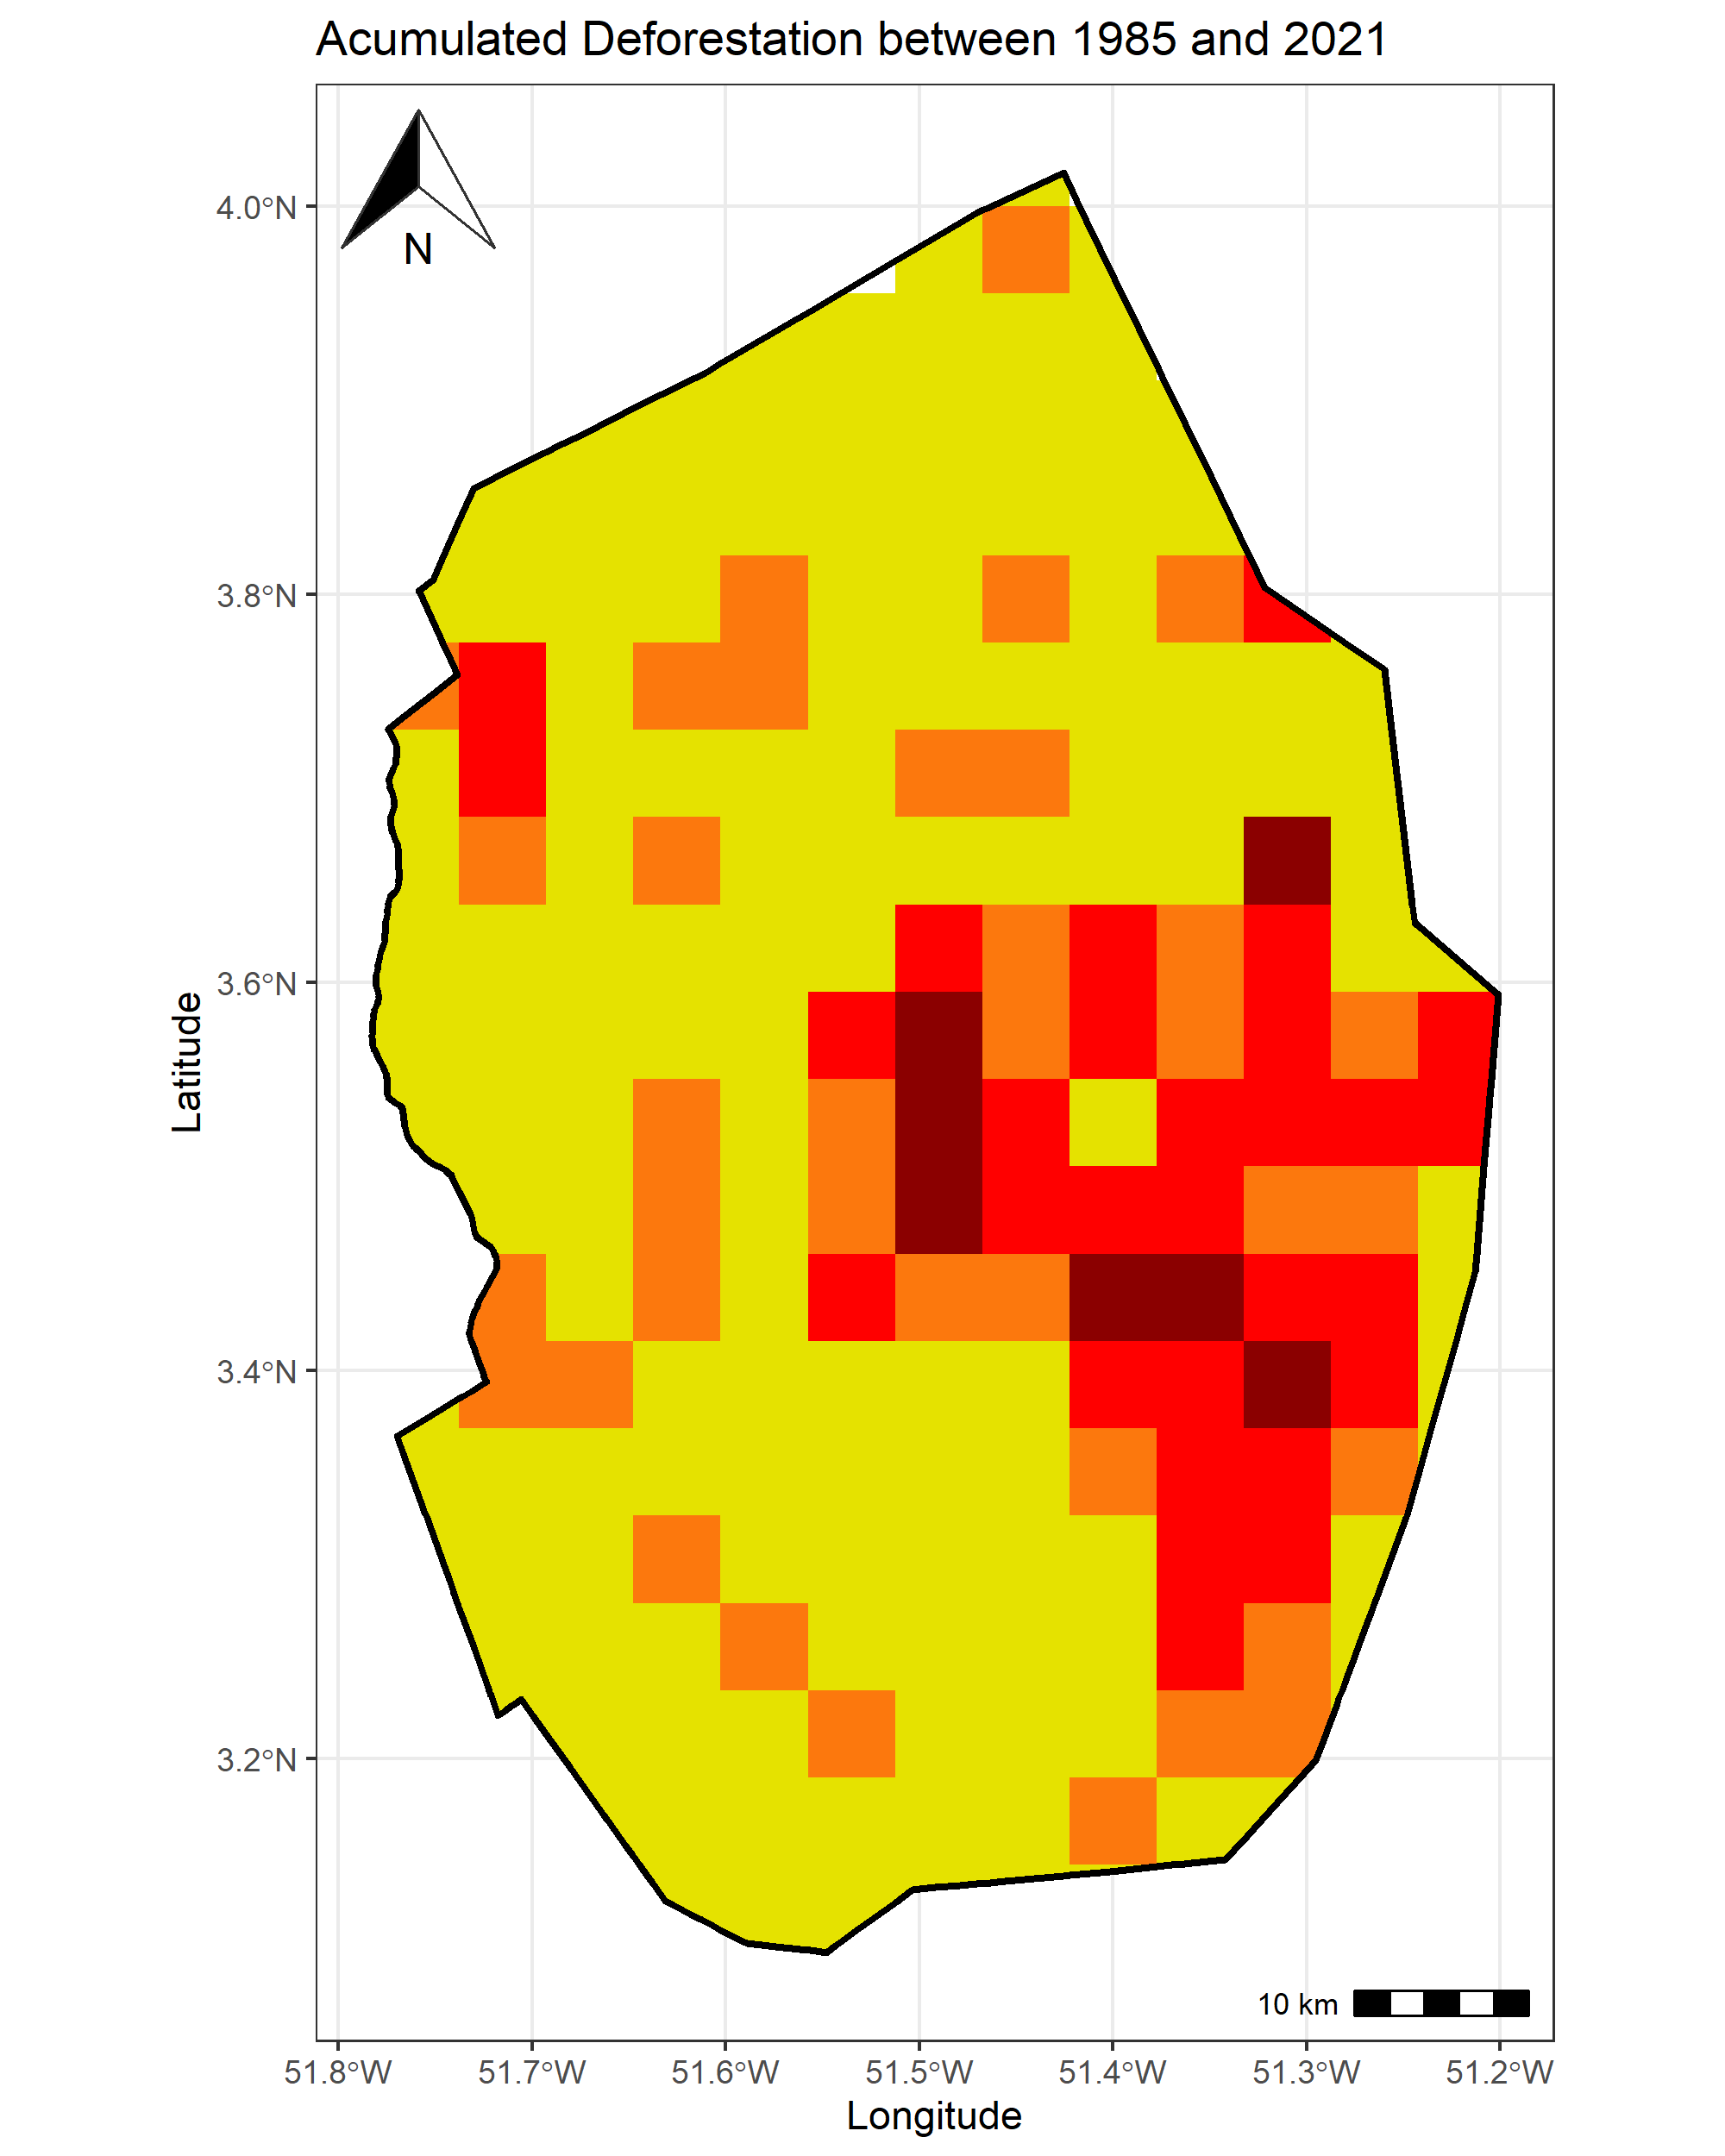 Acumulated Deforestation between 1985 and 2021
N
4.0°N
3.8°N
3.6°N
3.4°N
3.2°N
Latitude
10 km
51.8°W 51.7°W 51.6°W 51.5°W 51.4°W 51.3°W 51.2°W
Longitude